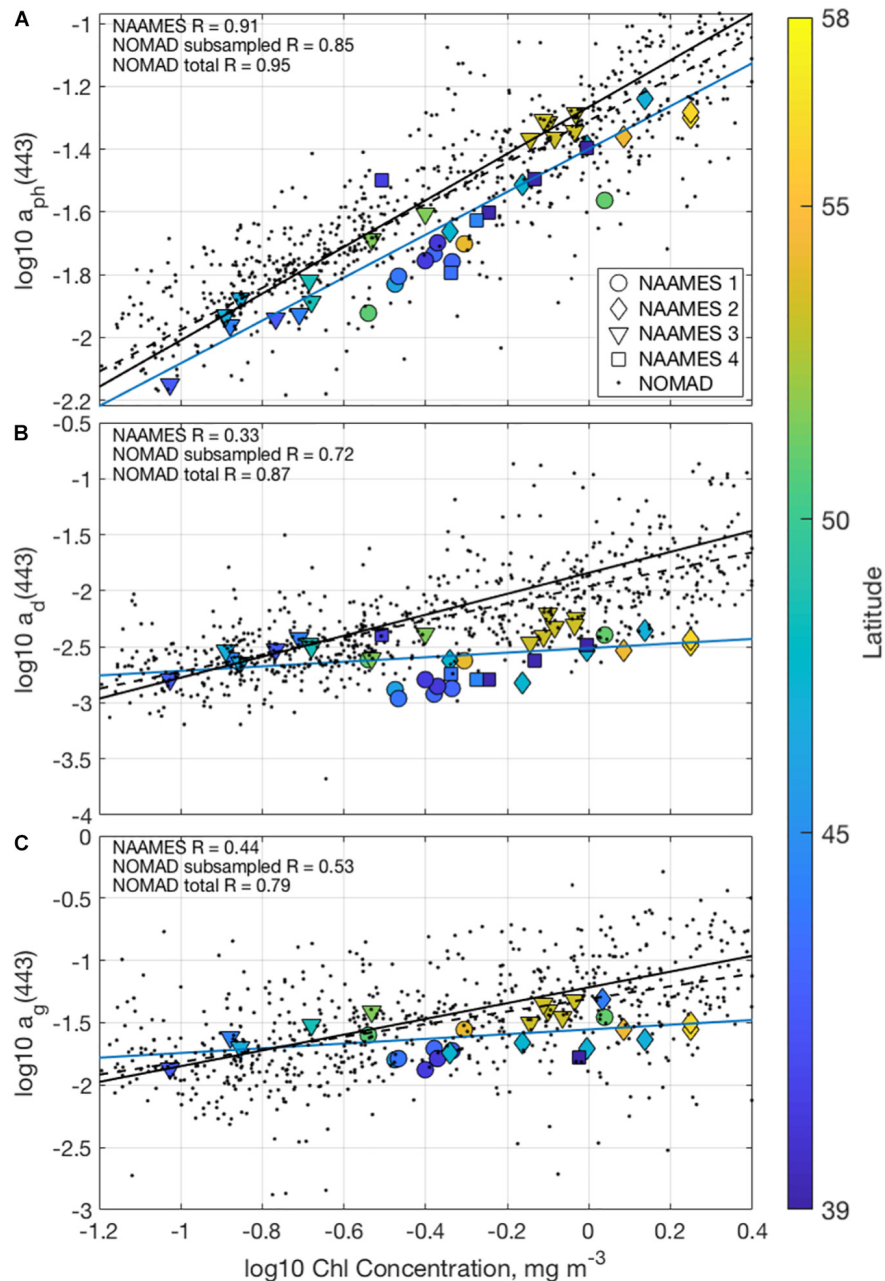 A
NAAMES R = 0.91
NOMAD subsampled R = 0.85
NOMAD total R = 0.95
-1
-1.2
-1.4
-1.6
-1.8
-2
-2.2
log10 a_ph(443)
NAAMES 1
NAAMES 2
NAAMES 3
NAAMES 4
NOMAD
B
NAAMES R = 0.33
NOMAD subsampled R = 0.72
NOMAD total R = 0.87
-0.5
-1
-1.5
-2
-2.5
-3
-3.5
-4
log10 a_d(443)
C
NAAMES R = 0.44
NOMAD subsampled R = 0.53
NOMAD total R = 0.79
0
-0.5
-1
-1.5
-2
-2.5
-3
log10 a_g(443)
-1.2 -1 -0.8 -0.6 -0.4 -0.2 0 0.2 0.4
log10 Chl Concentration, mg m⁻³
58
55
50
45
39
Latitude